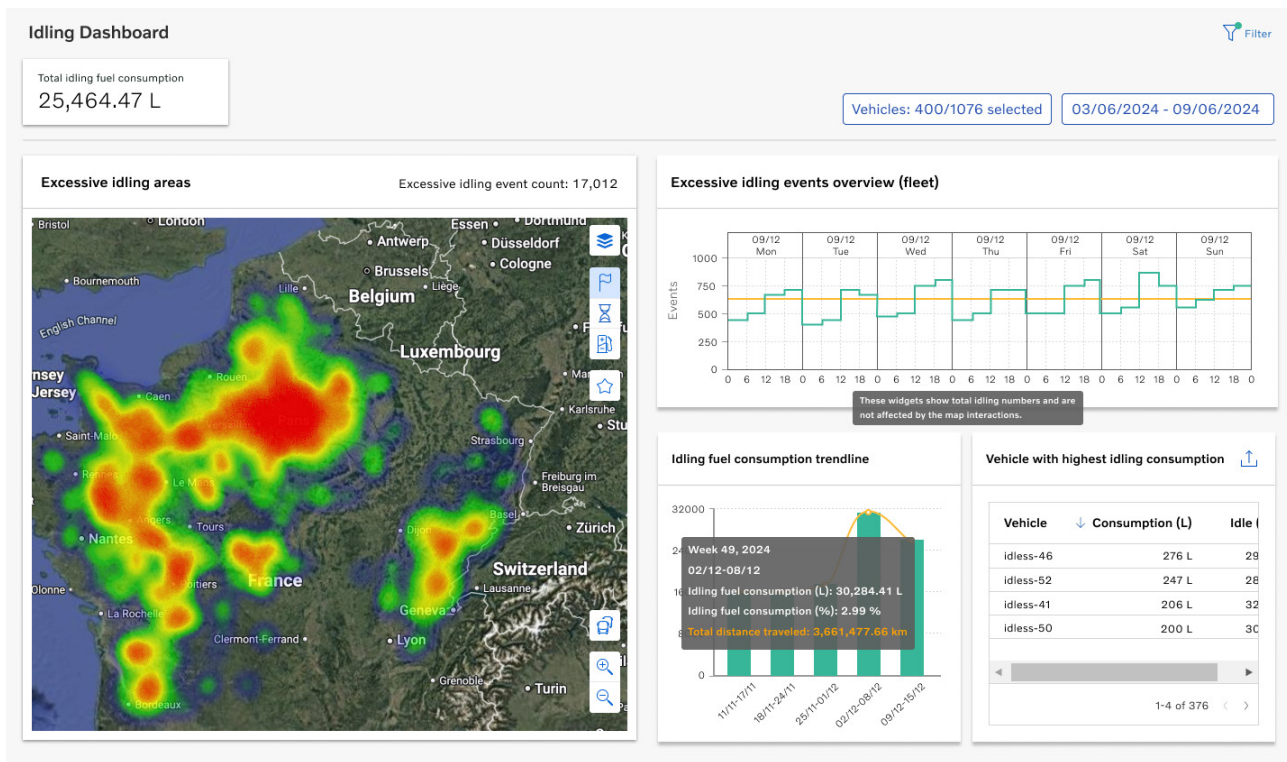 Idling Dashboard
Filter
Total idling fuel consumption
25,464.47 L
Vehicles: 400/1076 selected
03/06/2024 - 09/06/2024
Excessive idling areas
Excessive idling event count: 17,012
Bristol
London
Essen
Dortmund
Antwerp
Düsseldorf
Cologne
Brussels
Bournemouth
Lille
Liège
Belgium
English Channel
Luxembourg
Jersey
Rouen
Caen
Karlsruhe
Paris
Saint-Malo
Strasbourg
Rennes
Le Mans
Freiburg im
Breisgau
Angers
Tours
Basel
Dijon
Zürich
Nantes
Switzerland
France
Poitiers
Olonne
Lausanne
La Rochelle
Geneva
Clermont-Ferrand
Lyon
Grenoble
Turin
Bordeaux
Excessive idling events overview (fleet)
09/12 09/12 09/12 09/12 09/12 09/12 09/12
Mon Tue Wed Thu Fri Sat Sun
Events
1000
750
500
250
0
0 6 12 18 0 6 12 18 0 6 12 18 0 6 12 18 0 6 12 18 0 6 12 18 0 6 12 18 0
These widgets show total idling numbers and are
not affected by the map interactions.
Idling fuel consumption trendline
32000
Week 49, 2024
02/12-08/12
Idling fuel consumption (L): 30,284.41 L
Idling fuel consumption (%): 2.99 %
Total distance traveled: 3,661,477.66 km
0
11/11-17/11
18/11-24/11
25/11-01/12
02/12-08/12
09/12-15/12
Vehicle with highest idling consumption
Vehicle Consumption (L) Idle (
idless-46 276 L 29
idless-52 247 L 28
idless-41 206 L 32
idless-50 200 L 30
1-4 of 376